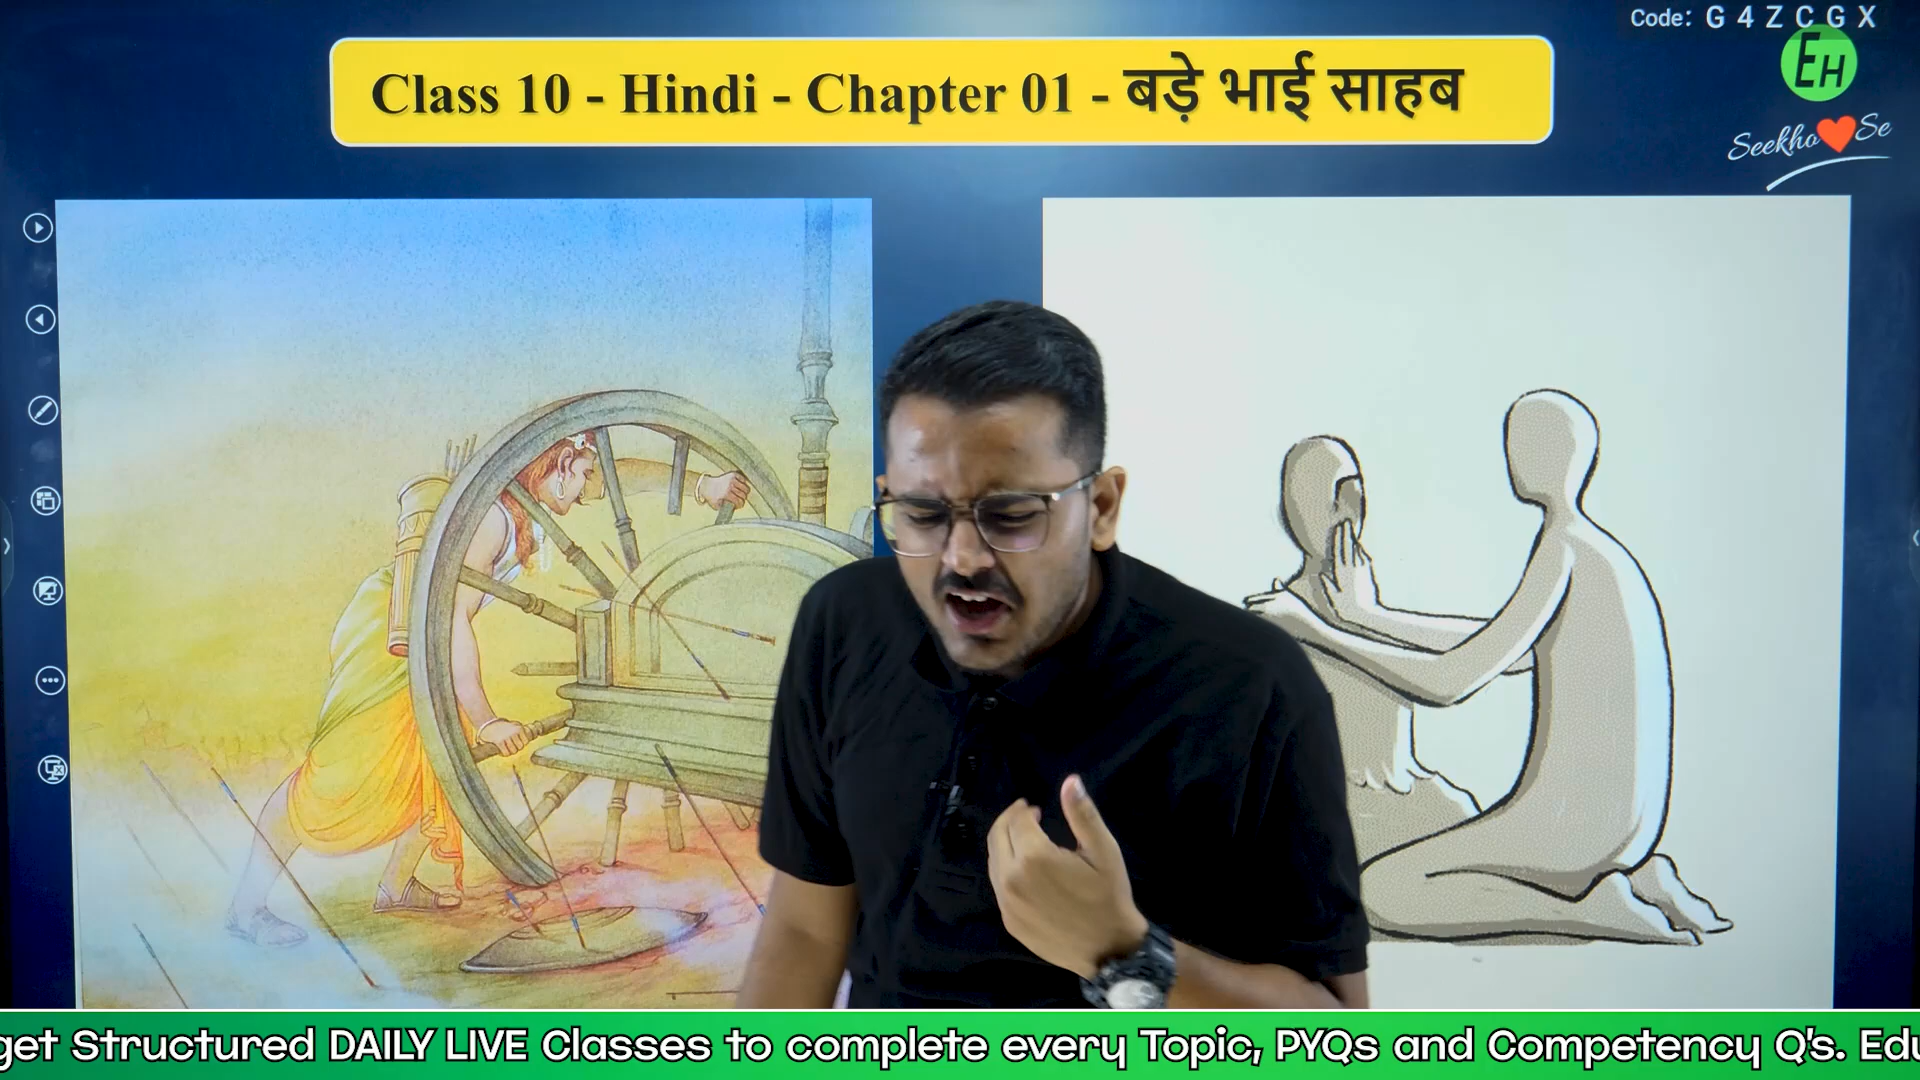 Code: G 4 Z C G X
Class 10 - Hindi - Chapter 01 - बड़े भाई साहब
EH
Seekho ❤️ Se
get Structured DAILY LIVE Classes to complete every Topic, PYQs and Competency Q's. Edu